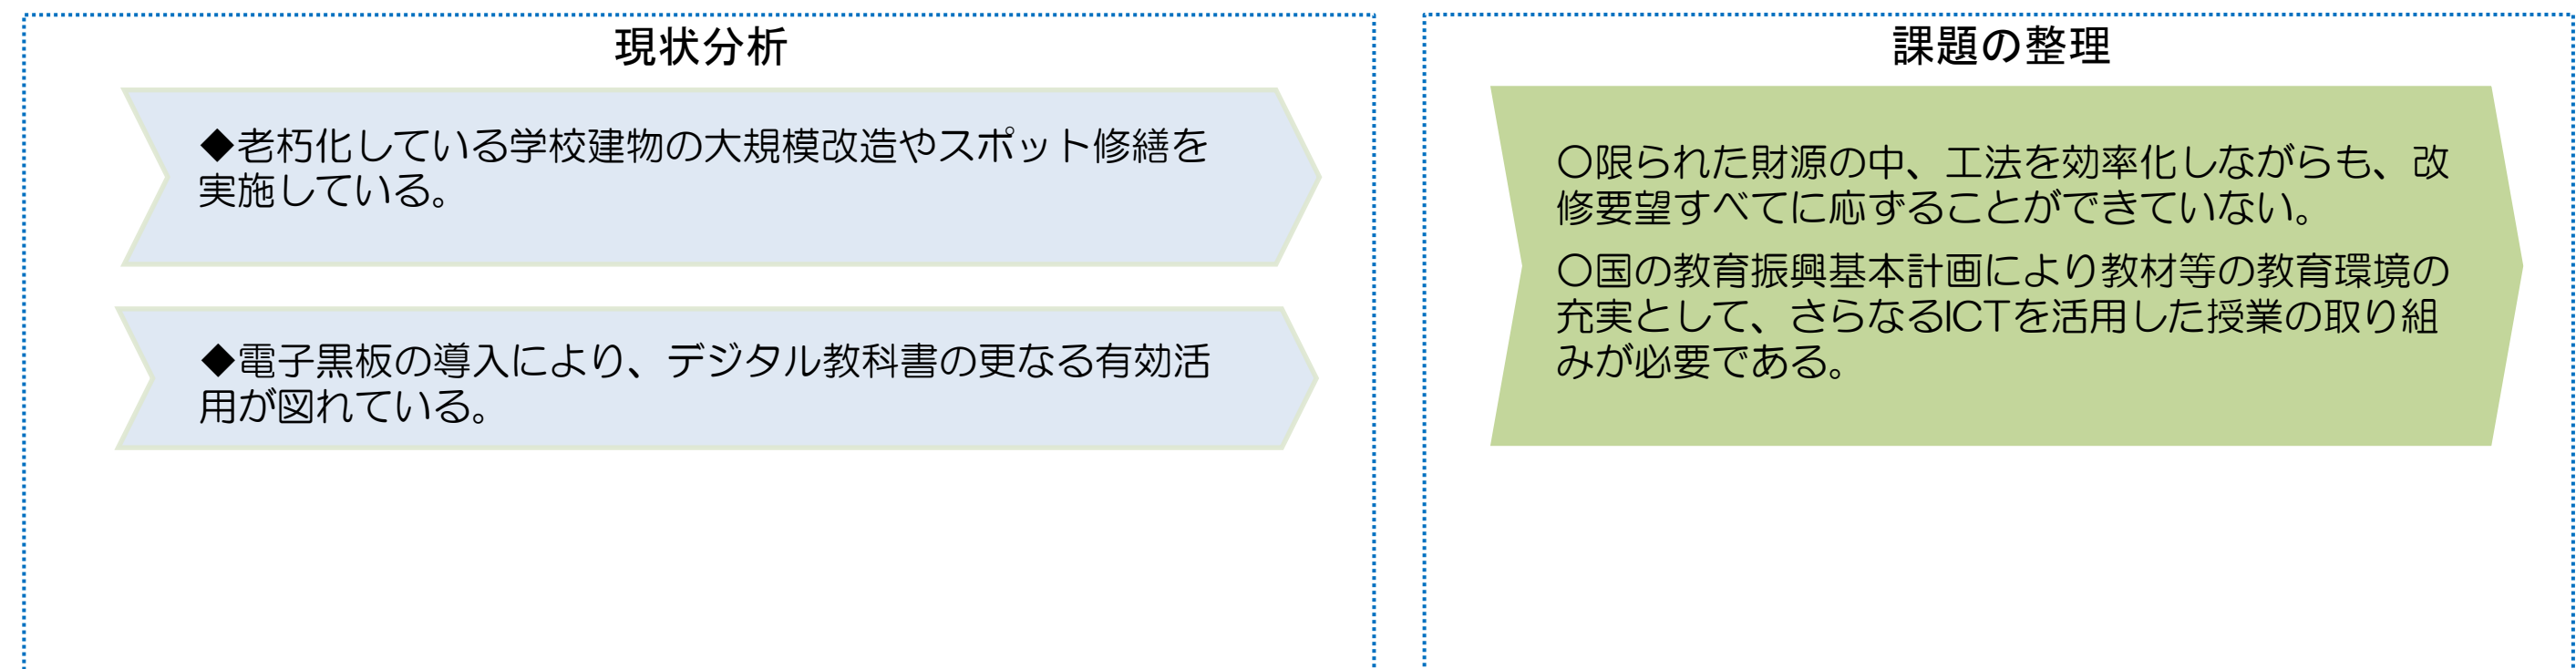 現状分析
◆老朽化している学校建物の大規模改造やスポット修繕を
実施している。
◆電子黒板の導入により、デジタル教科書の更なる有効活
用が図れている。
課題の整理
○限られた財源の中、工法を効率化しながらも、改
修要望すべてに応ずることができていない。
○国の教育振興基本計画により教材等の教育環境の
充実として、さらなるICTを活用した授業の取り組
みが必要である。